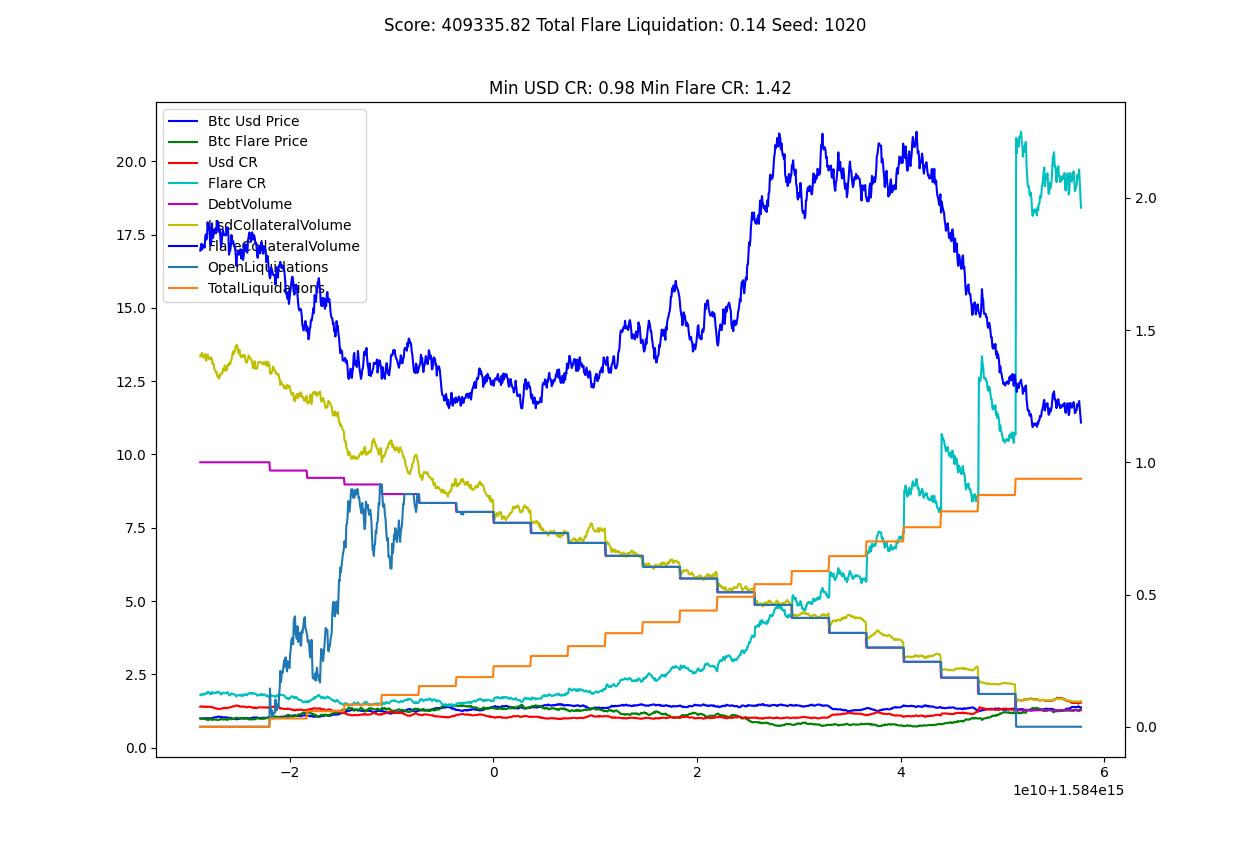 Score: 409335.82 Total Flare Liquidation: 0.14 Seed: 1020
Min USD CR: 0.98 Min Flare CR: 1.42
Btc Usd Price
Btc Flare Price
Usd CR
Flare CR
DebtVolume
UsdCollateralVolume
FlareCollateralVolume
OpenLiquidations
TotalLiquidations
20.0
17.5
15.0
12.5
10.0
7.5
5.0
2.5
0.0
2.0
1.5
1.0
0.5
0.0
−2
0
2
4
6
1e10+1.584e15